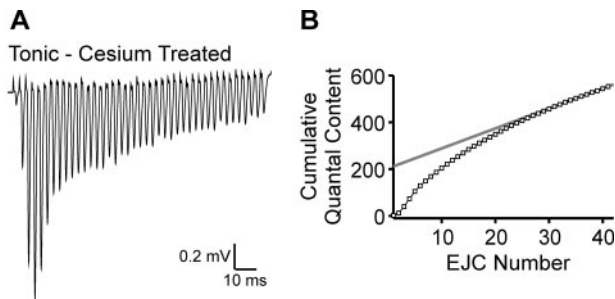 A
Tonic - Cesium Treated
0.2 mV
10 ms
B
Cumulative
Quantal Content
600
400
200
0
10 20 30 40
EJC Number